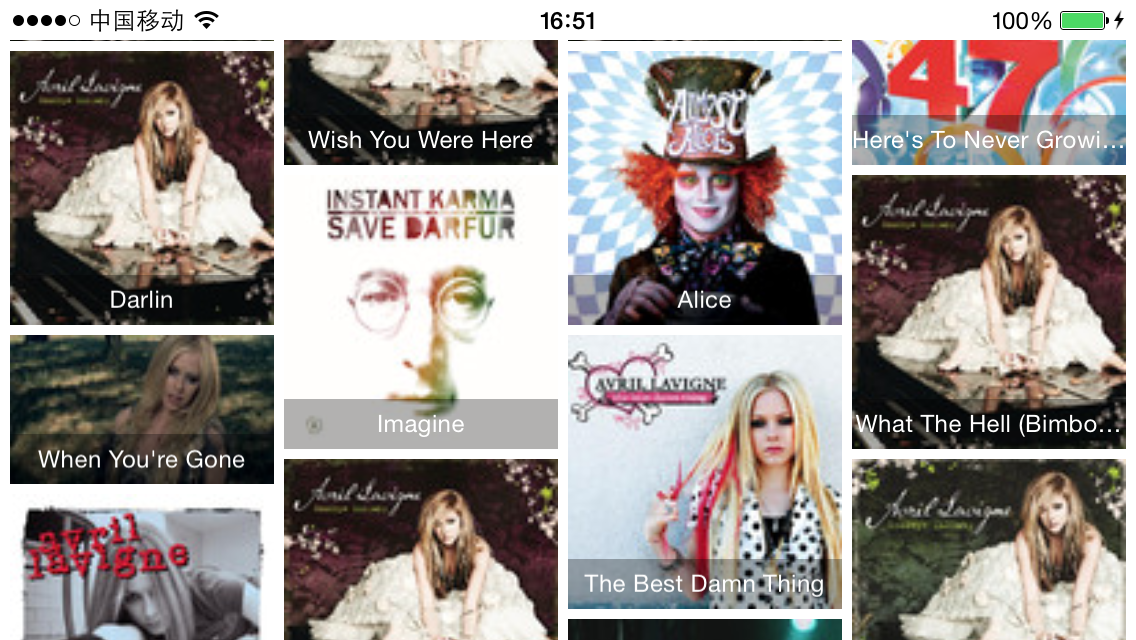 中国移动
16:51
100%
Avril Lavigne
Darlin
When You're Gone
avril
lavigne
Wish You Were Here
INSTANT KARMA
SAVE DARFUR
Imagine
Avril Lavigne
ALMOST
ALICE
Alice
AVRIL LAVIGNE
The Best Damn Thing
47
Here's To Never Growi...
Avril Lavigne
What The Hell (Bimbo...
Avril Lavigne